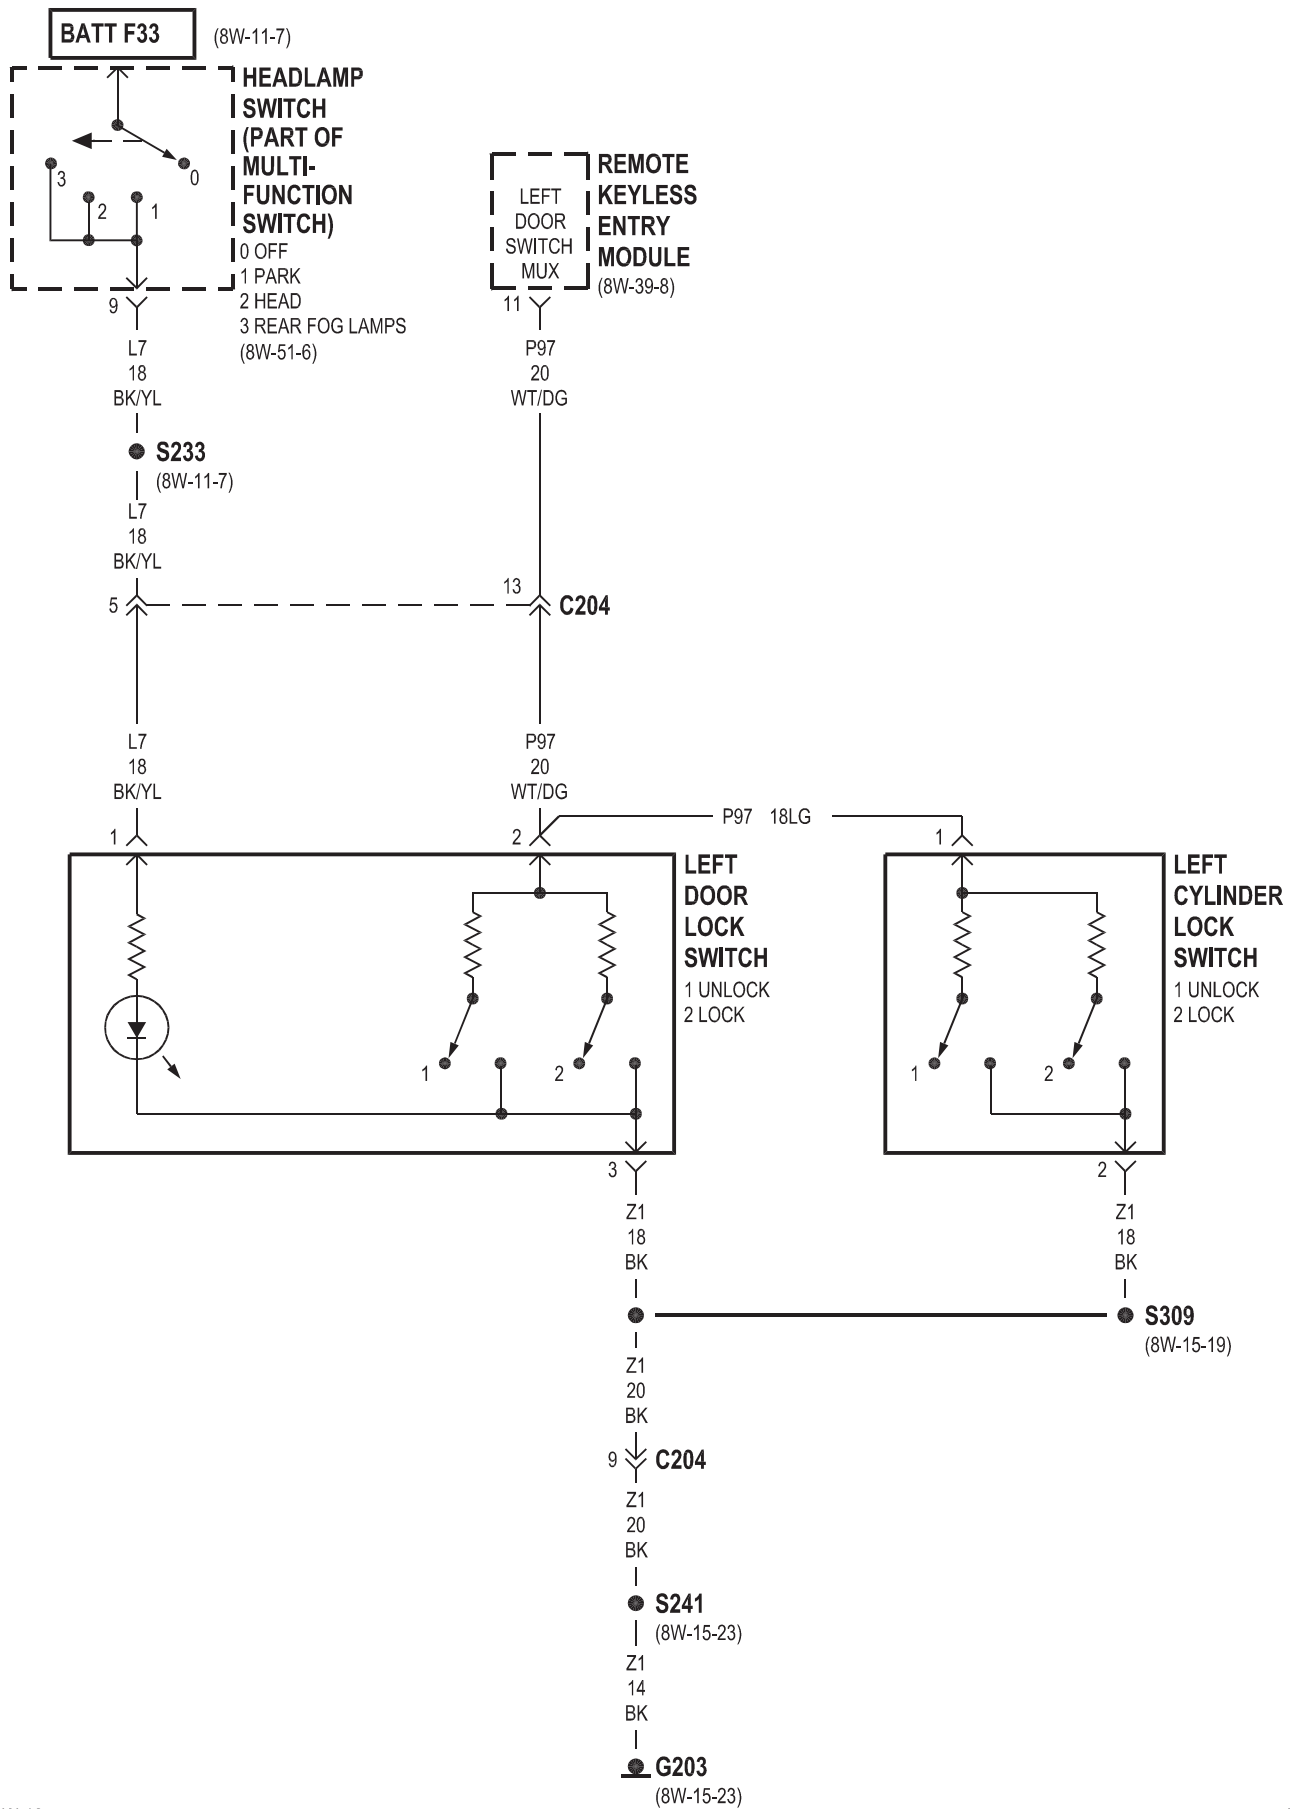 BATT F33
(8W-11-7)
HEADLAMP
SWITCH
(PART OF
MULTI-
FUNCTION
SWITCH)
0 OFF
1 PARK
2 HEAD
3 REAR FOG LAMPS
(8W-51-6)
3
2
1
0
REMOTE
KEYLESS
ENTRY
MODULE
(8W-39-8)
LEFT
DOOR
SWITCH
MUX
9
L7
18
BK/YL
11
P97
20
WT/DG
S233
(8W-11-7)
L7
18
BK/YL
5
13
C204
L7
18
BK/YL
P97
20
WT/DG
P97 18LG
1
2
1
LEFT
DOOR
LOCK
SWITCH
1 UNLOCK
2 LOCK
LEFT
CYLINDER
LOCK
SWITCH
1 UNLOCK
2 LOCK
1
2
1
2
3
2
Z1
18
BK
Z1
18
BK
S309
(8W-15-19)
Z1
20
BK
9
C204
Z1
20
BK
S241
(8W-15-23)
Z1
14
BK
G203
(8W-15-23)